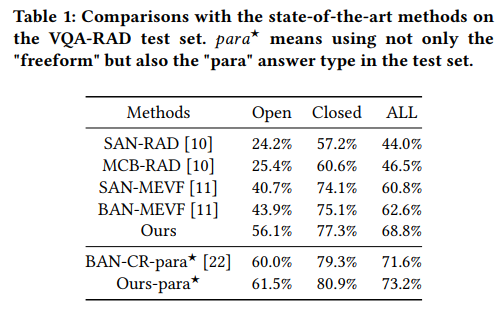 Table 1: Comparisons with the state-of-the-art methods on
the VQA-RAD test set. para★ means using not only the
"freeform" but also the "para" answer type in the test set.
Methods Open Closed ALL
SAN-RAD [10] 24.2% 57.2% 44.0%
MCB-RAD [10] 25.4% 60.6% 46.5%
SAN-MEVF [11] 40.7% 74.1% 60.8%
BAN-MEVF [11] 43.9% 75.1% 62.6%
Ours 56.1% 77.3% 68.8%
BAN-CR-para★ [22] 60.0% 79.3% 71.6%
Ours-para★ 61.5% 80.9% 73.2%